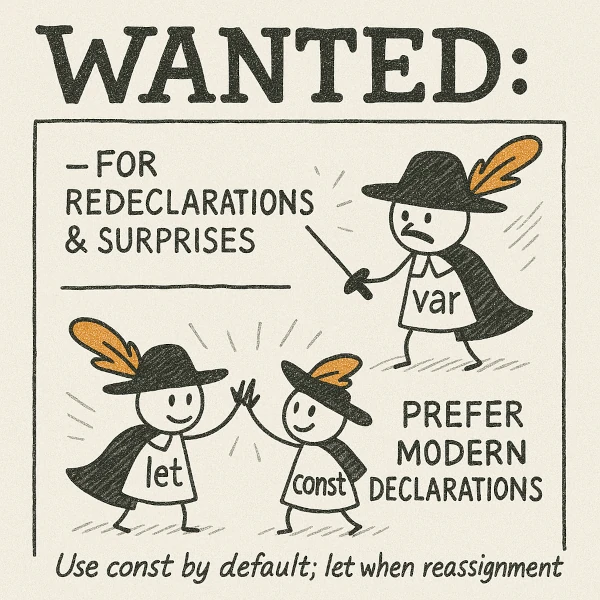 WANTED:
— FOR
REDECLARATIONS
& SURPRISES
var
let
const
PREFER
MODERN
DECLARATIONS
Use const by default; let when reassignment